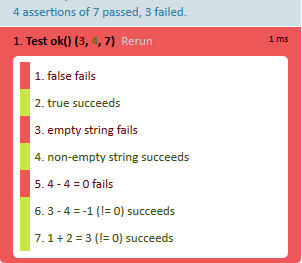 4 assertions of 7 passed, 3 failed.
1. Test ok() (3, 4, 7) Rerun 1 ms
1. false fails
2. true succeeds
3. empty string fails
4. non-empty string succeeds
5. 4 - 4 = 0 fails
6. 3 - 4 = -1 (!= 0) succeeds
7. 1 + 2 = 3 (!= 0) succeeds